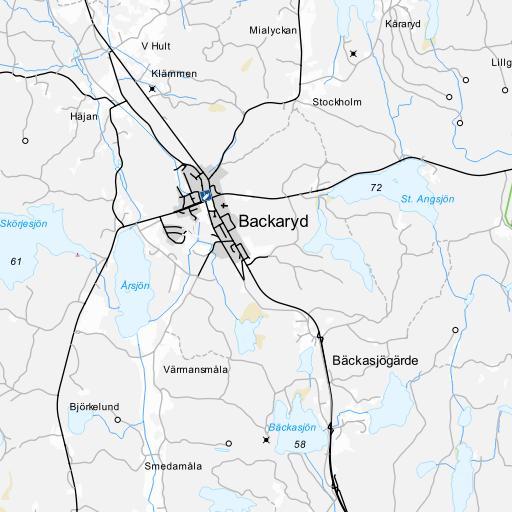 Mialyckan
Kåraryd
V Hult
Lillg
Klämmen
Stockholm
Häjan
72
St. Angsjön
Backaryd
Skörjesjön
61
Årsjön
Bäckasjögärde
Värmansmåla
Björkelund
Bäckasjön
58
Smedamåla